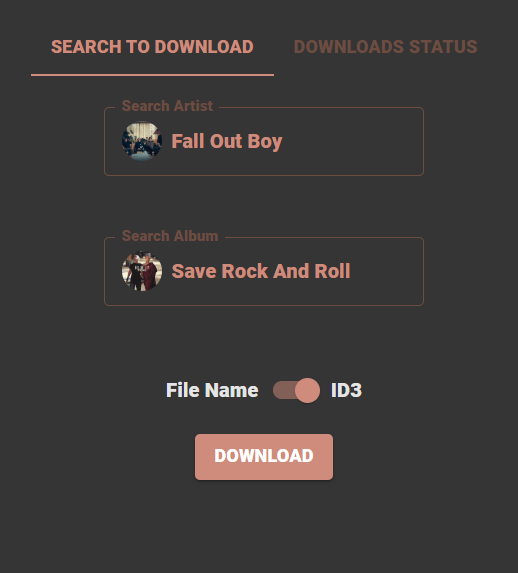 SEARCH TO DOWNLOAD
DOWNLOADS STATUS
Search Artist
Fall Out Boy
Search Album
Save Rock And Roll
File Name
ID3
DOWNLOAD